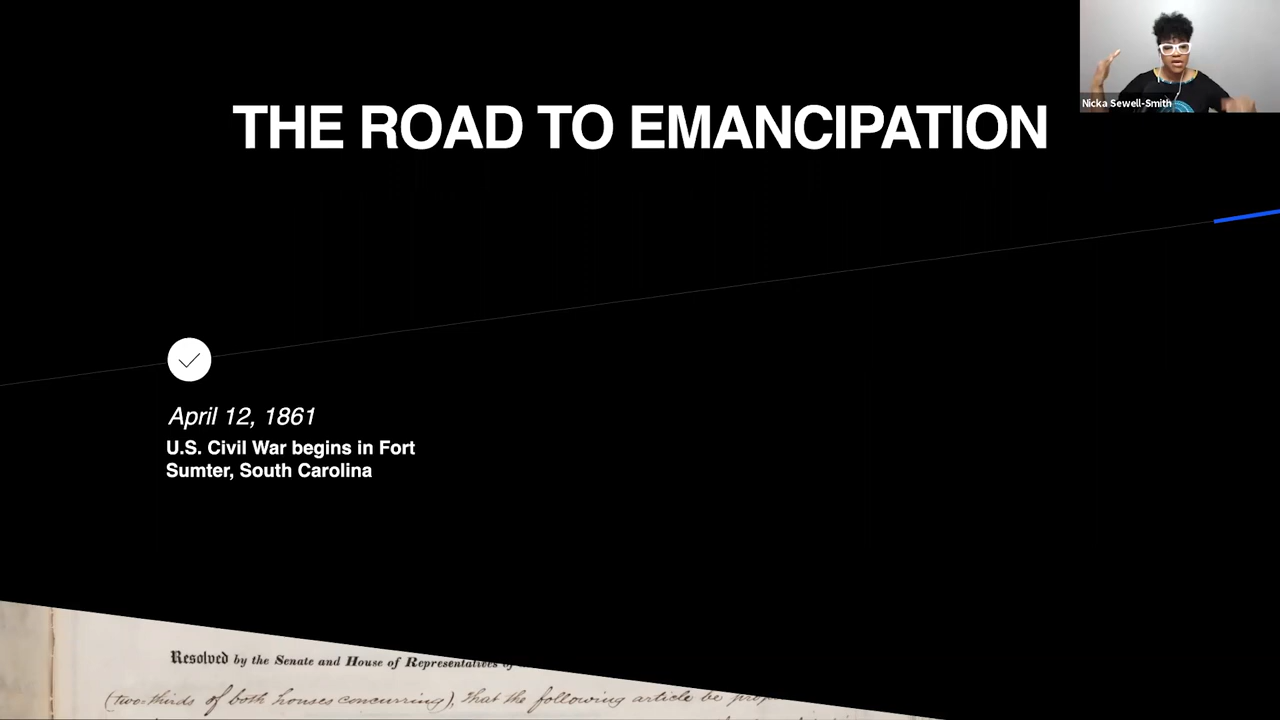 THE ROAD TO EMANCIPATION
Nicka Sewell-Smith
April 12, 1861
U.S. Civil War begins in Fort
Sumter, South Carolina
Resolved by the Senate and House of Representatives
(two-thirds of both houses concurring), that the following article be